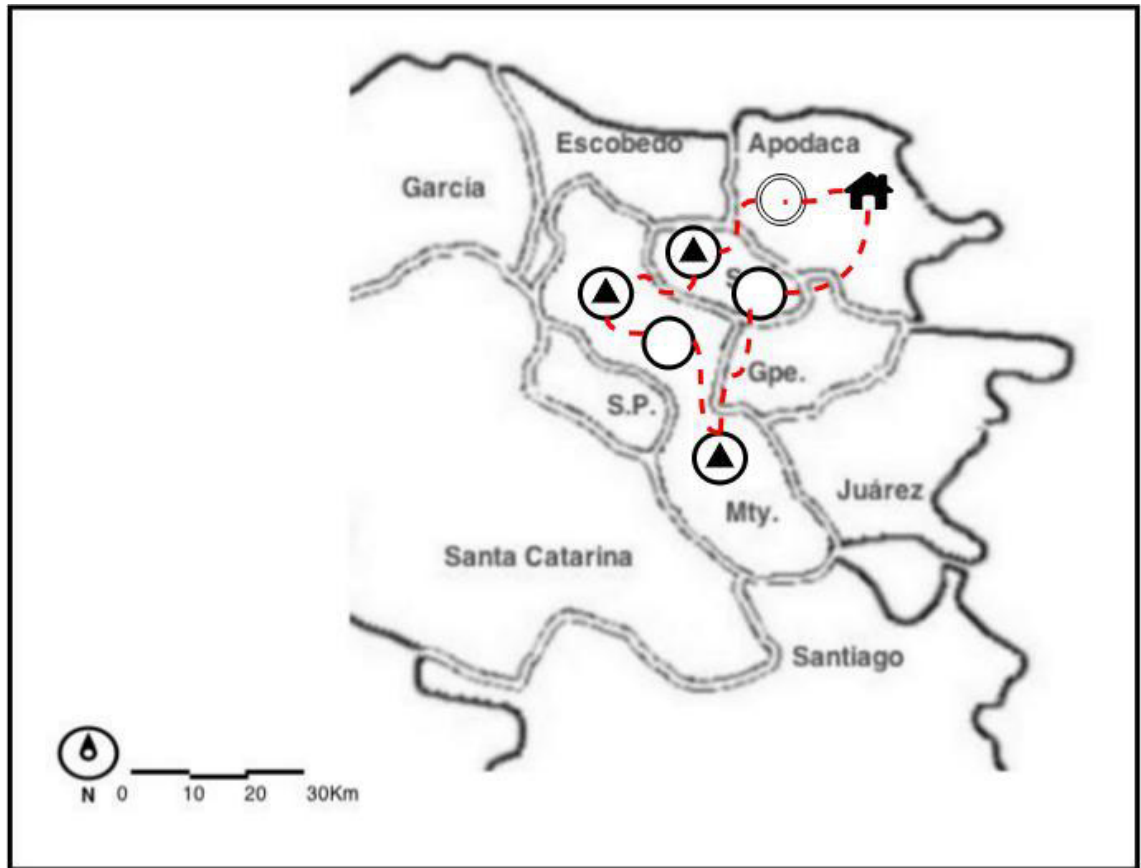 Escobedo
Apodaca
García
S
Gpe.
S.P.
Juárez
Mty.
Santa Catarina
Santiago
N 0 10 20 30Km